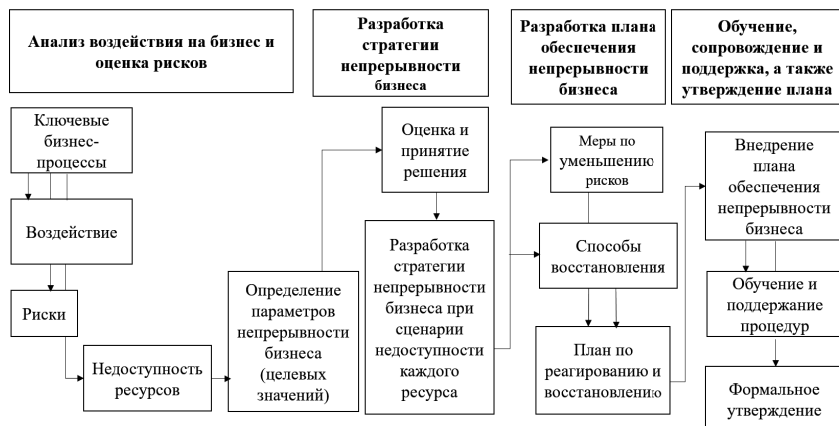 Анализ воздействия на бизнес и
оценка рисков
Разработка
стратегии
непрерывности
бизнеса
Разработка плана
обеспечения
непрерывности
бизнеса
Обучение,
сопровождение и
поддержка, а также
утверждение плана
Ключевые
бизнес-
процессы
Воздействие
Риски
Недоступность
ресурсов
Определение
параметров
непрерывности
бизнеса
(целевых
значений)
Оценка и
принятие
решения
Разработка
стратегии
непрерывности
бизнеса при
сценарии
недоступности
каждого
ресурса
Меры по
уменьшению
рисков
Способы
восстановления
План по
реагированию и
восстановлению
Внедрение
плана
обеспечения
непрерывности
бизнеса
Обучение и
поддержание
процедур
Формальное
утверждение